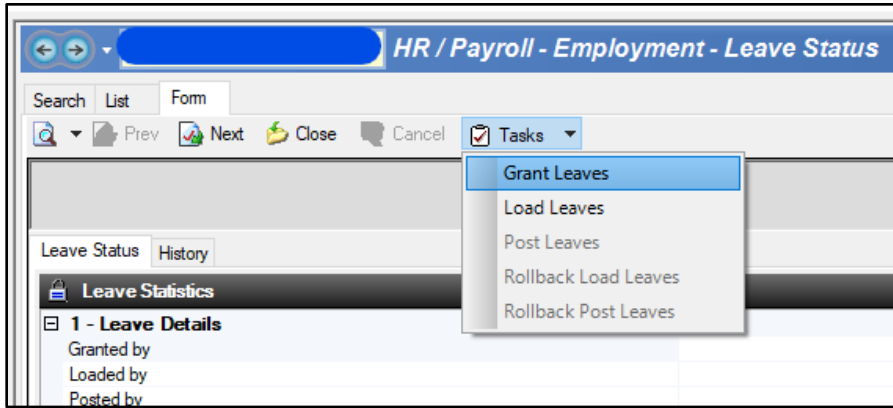 HR / Payroll - Employment - Leave Status
Search List Form
Prev Next Close Cancel Tasks
Grant Leaves
Load Leaves
Post Leaves
Rollback Load Leaves
Rollback Post Leaves
Leave Status History
Leave Statistics
1 - Leave Details
Granted by
Loaded by
Posted by